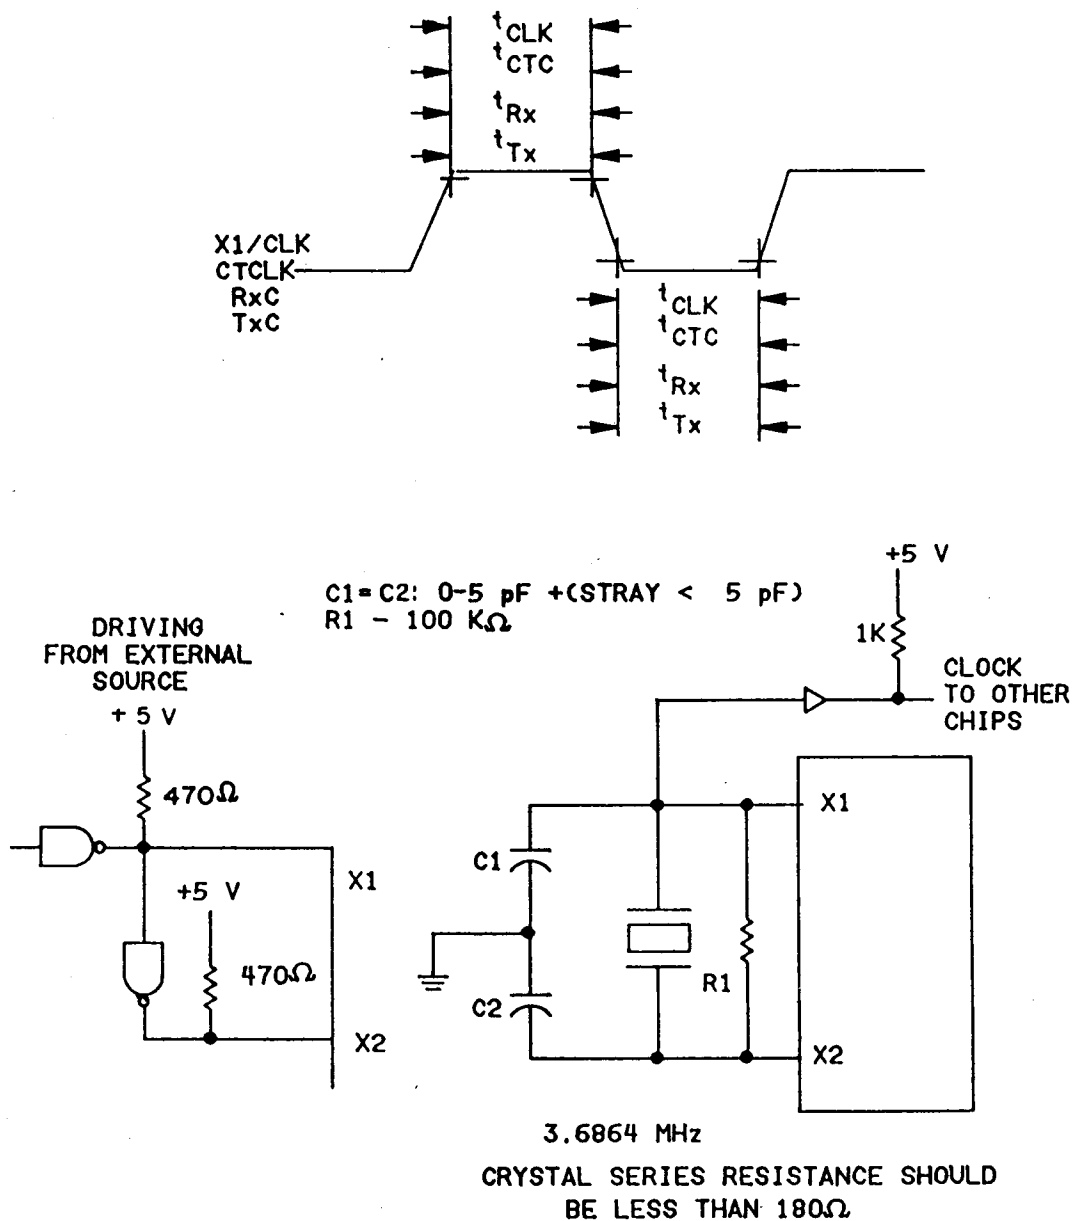 tCLK
tCTC
tRx
tTx
X1/CLK
CTCLK
RxC
TxC
tCLK
tCTC
tRx
tTx
+5 V
C1=C2: 0-5 pF +(STRAY < 5 pF)
R1 - 100 KΩ
DRIVING
FROM EXTERNAL
SOURCE
+ 5 V
1K
CLOCK
TO OTHER
CHIPS
470Ω
X1
C1
X1
+5 V
470Ω
R1
C2
X2
X2
3.6864 MHz
CRYSTAL SERIES RESISTANCE SHOULD
BE LESS THAN 180Ω